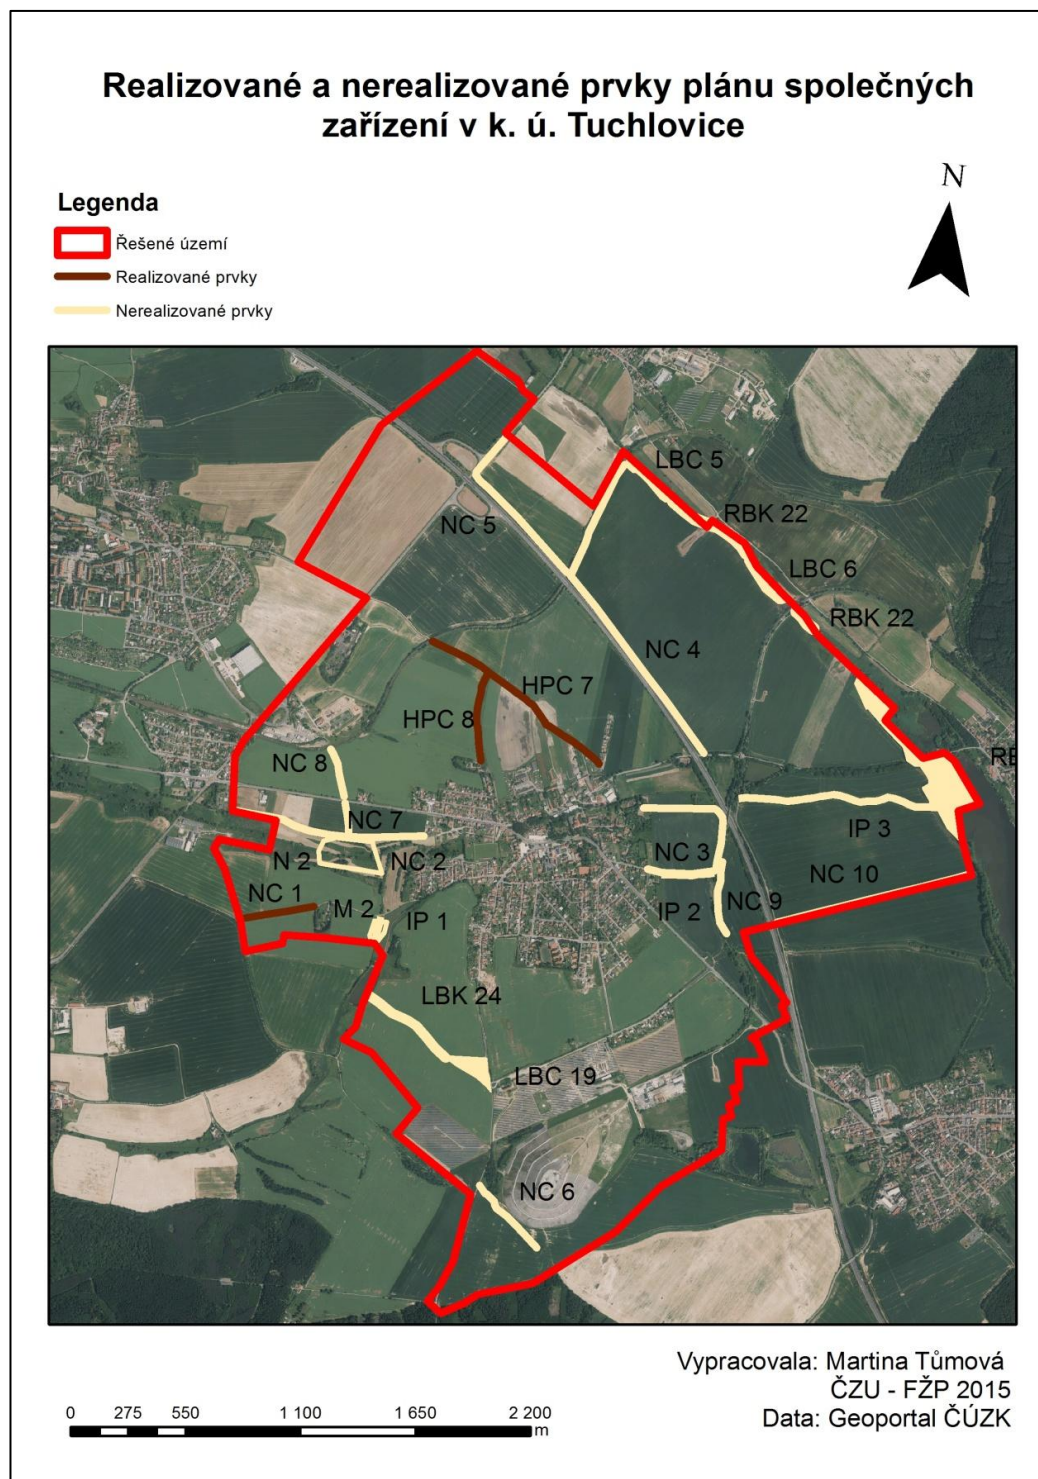 Realizované a nerealizované prvky plánu společných
zařízení v k. ú. Tuchlovice
N
Legenda
Řešené území
Realizované prvky
Nerealizované prvky
LBC 5
NC 5
RBK 22
LBC 6
RBK 22
NC 4
HPC 7
HPC 8
NC 8
NC 7
IP 3
N 2
NC 2
NC 3
NC 10
NC 1
M 2
IP 1
IP 2
NC 9
LBK 24
LBC 19
NC 6
Vypracovala: Martina Tůmová
ČZU - FŽP 2015
Data: Geoportal ČÚZK
0 275 550 1 100 1 650 2 200
m